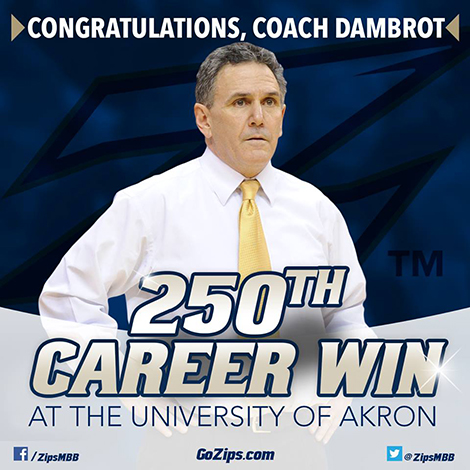 CONGRATULATIONS, COACH DAMBROT
TM
250TH
CAREER WIN
AT THE UNIVERSITY OF AKRON
f / ZipsMBB GoZips.com @ZipsMBB